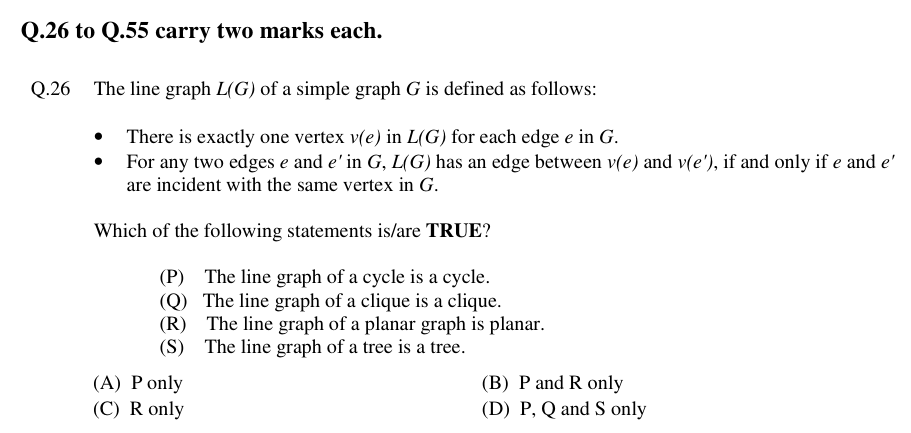 Q.26 to Q.55 carry two marks each.
Q.26 The line graph L(G) of a simple graph G is defined as follows:
• There is exactly one vertex v(e) in L(G) for each edge e in G.
• For any two edges e and e' in G, L(G) has an edge between v(e) and v(e'), if and only if e and e'
are incident with the same vertex in G.
Which of the following statements is/are TRUE?
(P) The line graph of a cycle is a cycle.
(Q) The line graph of a clique is a clique.
(R) The line graph of a planar graph is planar.
(S) The line graph of a tree is a tree.
(A) P only (B) P and R only
(C) R only (D) P, Q and S only